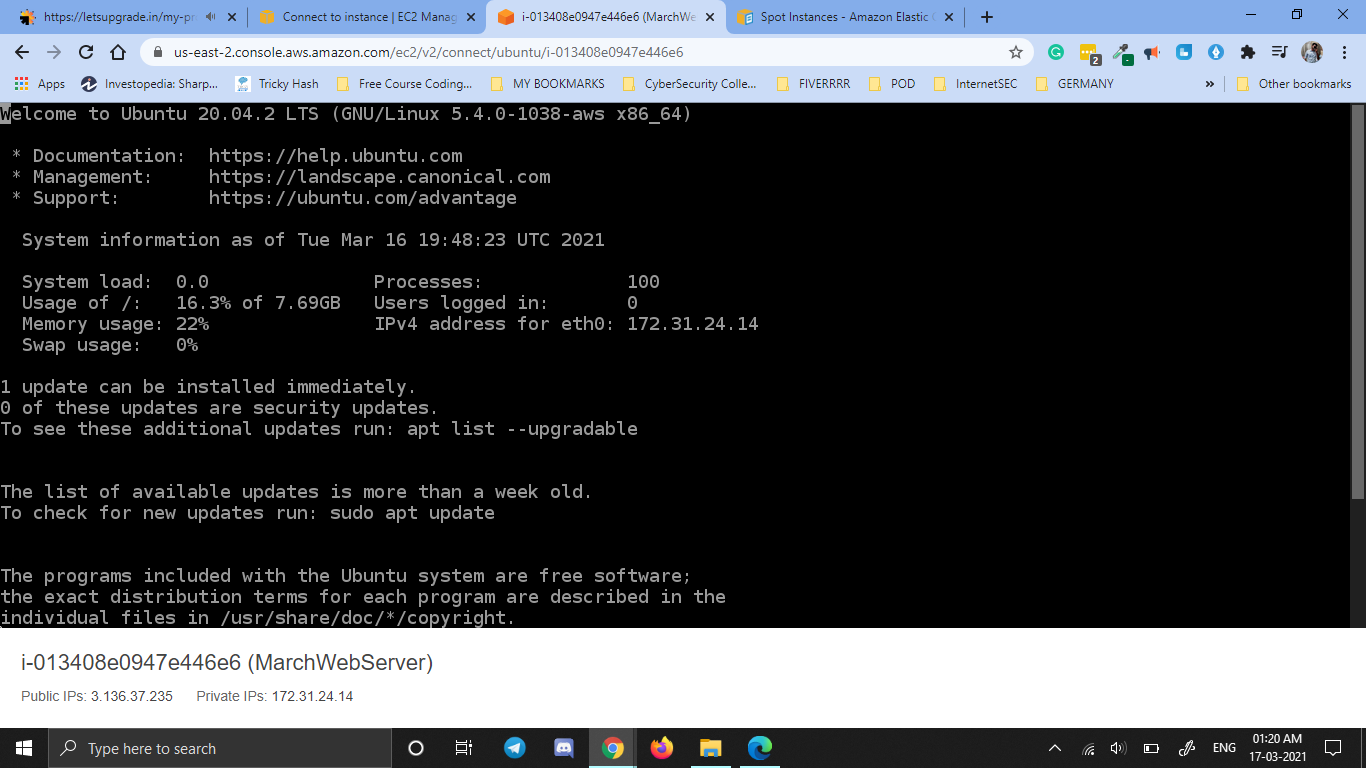 https://letsupgrade.in/my-pr
Connect to instance | EC2 Manag
i-013408e0947e446e6 (MarchWe
Spot Instances - Amazon Elastic
us-east-2.console.aws.amazon.com/ec2/v2/connect/ubuntu/i-013408e0947e446e6
2
Apps
Investopedia: Sharp...
Tricky Hash
Free Course Coding...
MY BOOKMARKS
CyberSecurity Colle...
FIVERRRR
POD
InternetSEC
GERMANY
»
Other bookmarks
Welcome to Ubuntu 20.04.2 LTS (GNU/Linux 5.4.0-1038-aws x86_64)
* Documentation: https://help.ubuntu.com
* Management: https://landscape.canonical.com
* Support: https://ubuntu.com/advantage
System information as of Tue Mar 16 19:48:23 UTC 2021
System load: 0.0 Processes: 100
Usage of /: 16.3% of 7.69GB Users logged in: 0
Memory usage: 22% IPv4 address for eth0: 172.31.24.14
Swap usage: 0%
1 update can be installed immediately.
0 of these updates are security updates.
To see these additional updates run: apt list --upgradable
The list of available updates is more than a week old.
To check for new updates run: sudo apt update
The programs included with the Ubuntu system are free software;
the exact distribution terms for each program are described in the
individual files in /usr/share/doc/*/copyright.
i-013408e0947e446e6 (MarchWebServer)
Public IPs: 3.136.37.235 Private IPs: 172.31.24.14
Type here to search
ENG
01:20 AM
17-03-2021